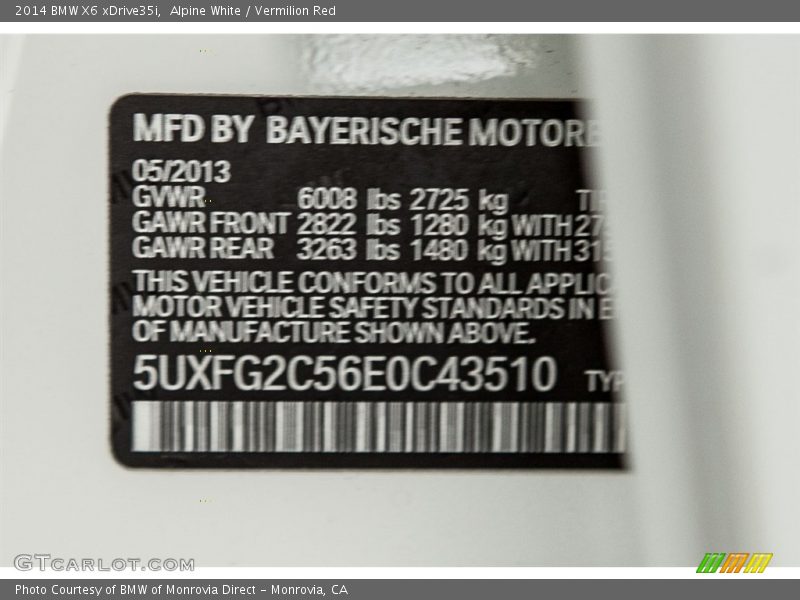 2014 BMW X6 xDrive35i,  Alpine White / Vermilion Red
MFD BY BAYERISCHE MOTORE
05/2013
GVWR 6008 lbs 2725 kg
GAWR FRONT 2822 lbs 1280 kg WITH 27
GAWR REAR 3263 lbs 1480 kg WITH 315
THIS VEHICLE CONFORMS TO ALL APPLIC
MOTOR VEHICLE SAFETY STANDARDS IN E
OF MANUFACTURE SHOWN ABOVE.
5UXFG2C56E0C43510 TYP
GTCARLOT.COM
Photo Courtesy of BMW of Monrovia Direct – Monrovia, CA